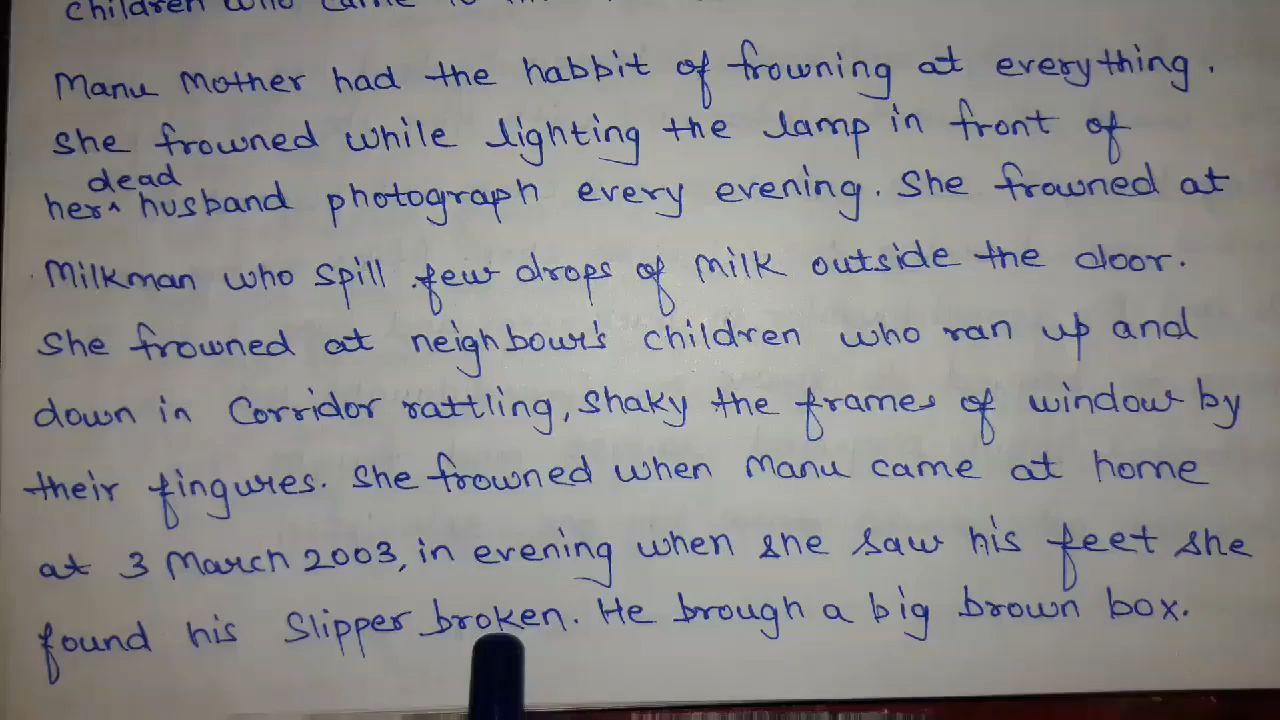 children who came to
Manu Mother had the habbit of frowning at everything.
She frowned while lighting the lamp in front of
dead
her^ husband photograph every evening. She frowned at
Milkman who spill few drops of milk outside the door.
She frowned at neighbour's children who ran up and
down in Corridor rattling, shaky the frames of window by
their fingures. She frowned when Manu came at home
at 3 March 2003, in evening when she saw his feet she
found his Slipper broken. He brough a big brown box.